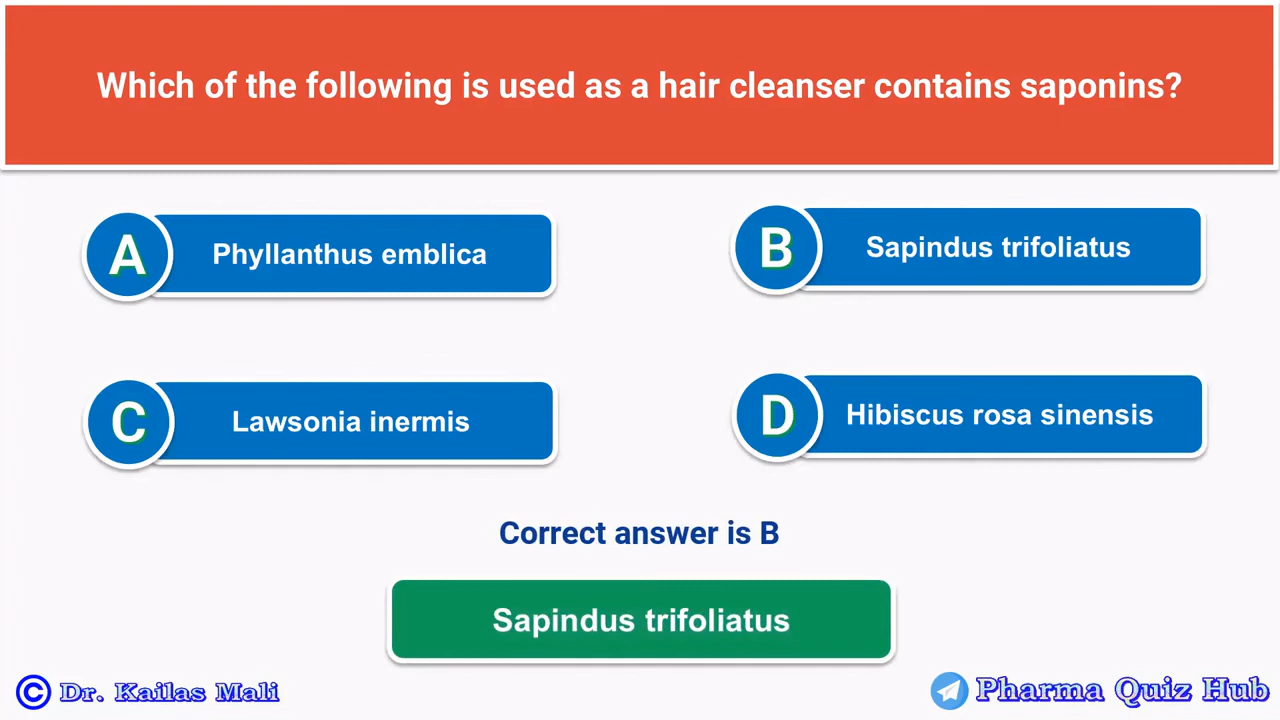 Which of the following is used as a hair cleanser contains saponins?
A Phyllanthus emblica
B Sapindus trifoliatus
C Lawsonia inermis
D Hibiscus rosa sinensis
Correct answer is B
Sapindus trifoliatus
© Dr. Kailas Mali
Pharma Quiz Hub